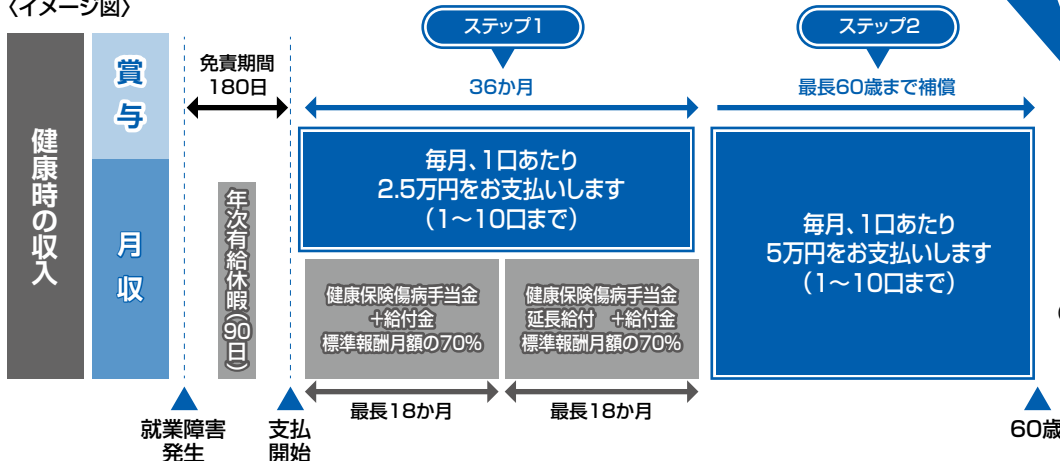 〈イメージ図〉
健康時の収入
賞与
月収
免責期間
180日
年次有給休暇(90日)
ステップ1
36か月
毎月、1口あたり
2.5万円をお支払いします
(1〜10口まで)
健康保険傷病手当金
+給付金
標準報酬月額の70%
健康保険傷病手当金
延長給付 +給付金
標準報酬月額の70%
最長18か月
最長18か月
ステップ2
最長60歳まで補償
毎月、1口あたり
5万円をお支払いします
(1〜10口まで)
就業障害
発生
支払
開始
60歳